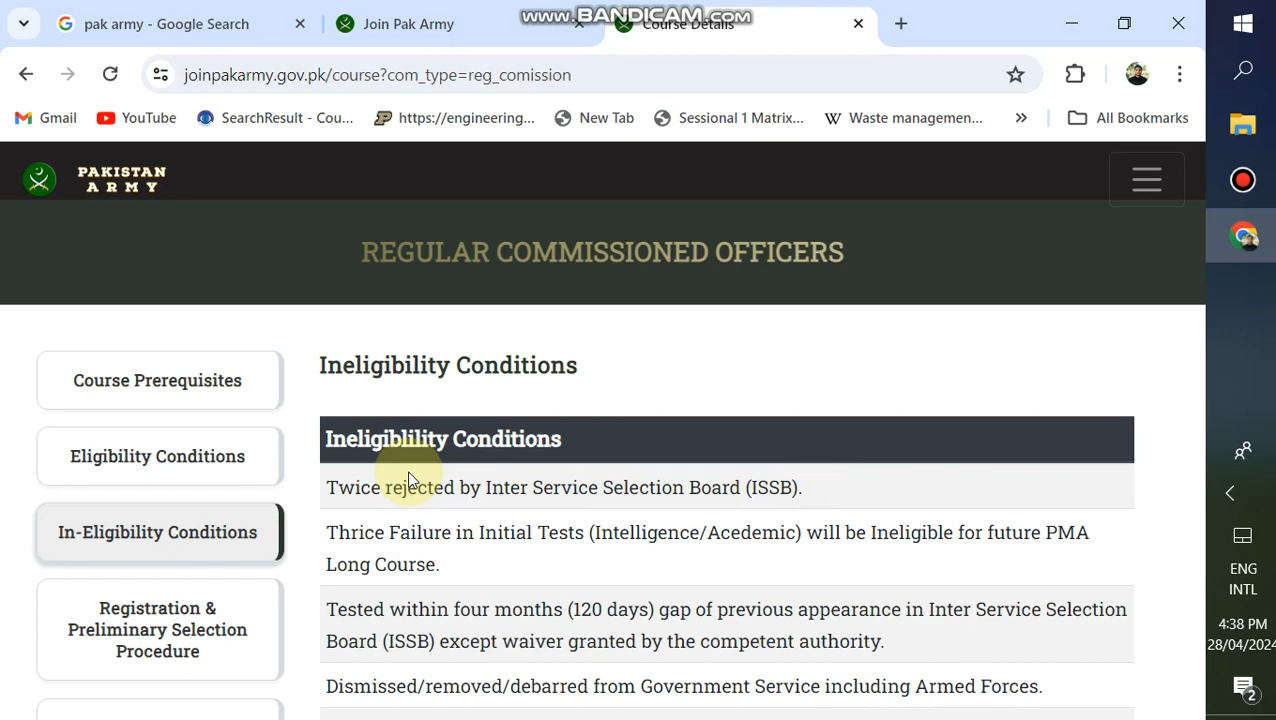 www.BANDICAM.com
pak army - Google Search
Join Pak Army
Course Details
joinpakarmy.gov.pk/course?com_type=reg_comission
Gmail
YouTube
SearchResult - Cou...
https://engineering...
New Tab
Sessional 1 Matrix...
W
Waste managemen...
»
All Bookmarks
PAKISTAN
ARMY
REGULAR COMMISSIONED OFFICERS
Course Prerequisites
Eligibility Conditions
In-Eligibility Conditions
Registration &
Preliminary Selection
Procedure
Ineligibility Conditions
Ineligiblility Conditions
Twice rejected by Inter Service Selection Board (ISSB).
Thrice Failure in Initial Tests (Intelligence/Acedemic) will be Ineligible for future PMA
Long Course.
Tested within four months (120 days) gap of previous appearance in Inter Service Selection
Board (ISSB) except waiver granted by the competent authority.
Dismissed/removed/debarred from Government Service including Armed Forces.
ENG
INTL
4:38 PM
28/04/2024
2